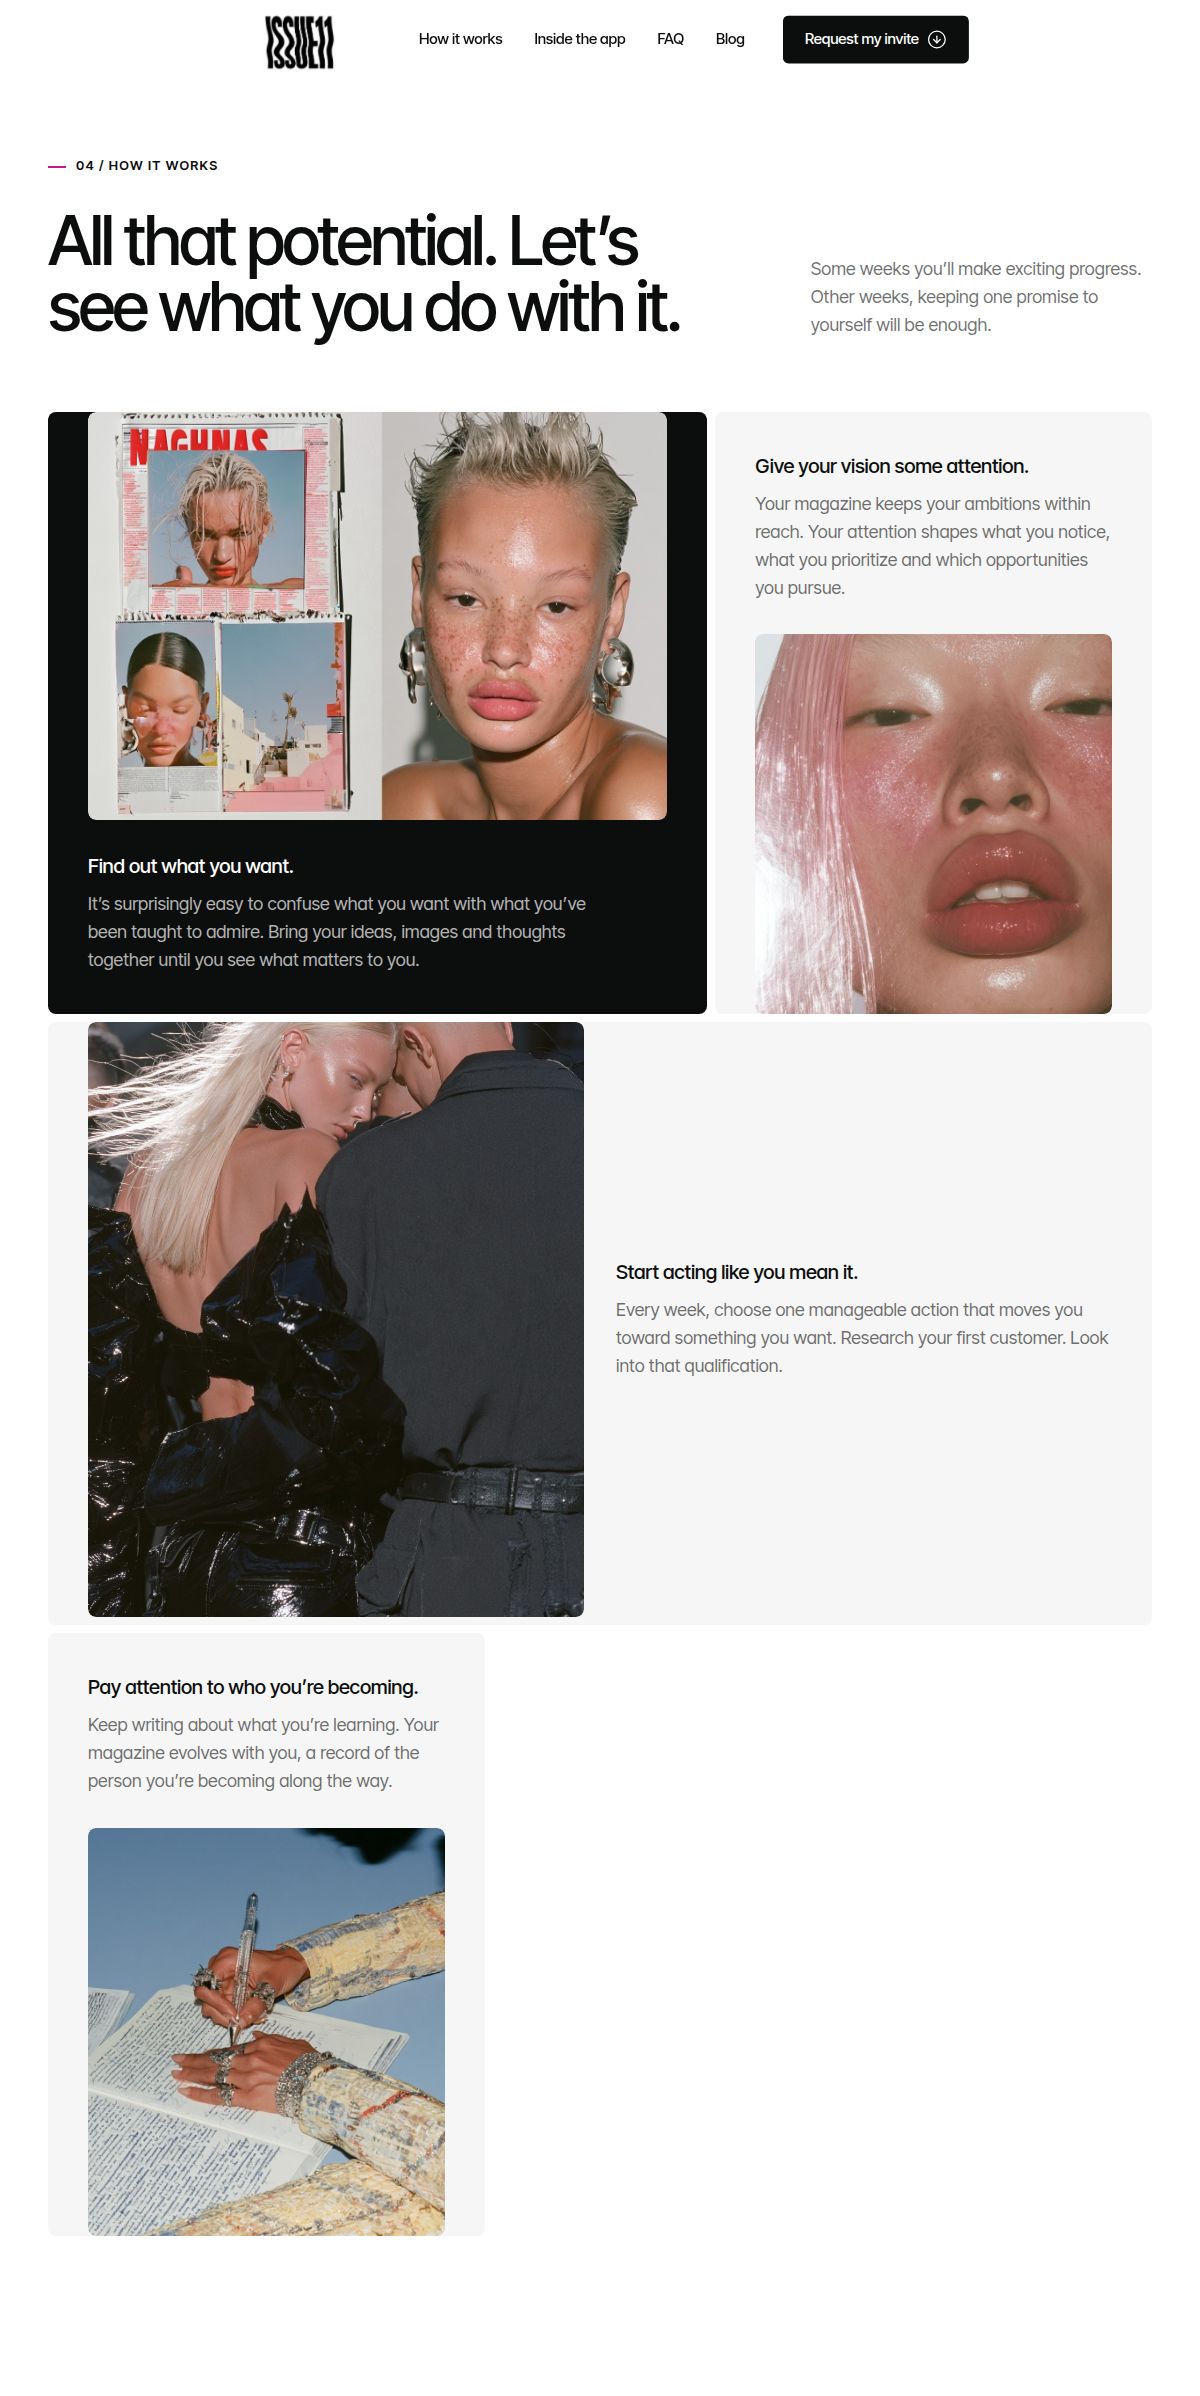 ISSUE11
How it works
Inside the app
FAQ
Blog
Request my invite
04 / HOW IT WORKS
All that potential. Let’s
see what you do with it.
Some weeks you’ll make exciting progress.
Other weeks, keeping one promise to
yourself will be enough.
NAGHNAS
Find out what you want.
It’s surprisingly easy to confuse what you want with what you’ve
been taught to admire. Bring your ideas, images and thoughts
together until you see what matters to you.
Give your vision some attention.
Your magazine keeps your ambitions within
reach. Your attention shapes what you notice,
what you prioritize and which opportunities
you pursue.
Start acting like you mean it.
Every week, choose one manageable action that moves you
toward something you want. Research your first customer. Look
into that qualification.
Pay attention to who you’re becoming.
Keep writing about what you’re learning. Your
magazine evolves with you, a record of the
person you’re becoming along the way.